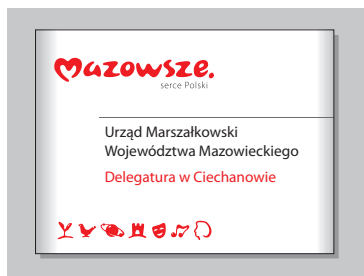 mazowsze.
serce Polski
Urząd Marszałkowski
Województwa Mazowieckiego
Delegatura w Ciechanowie